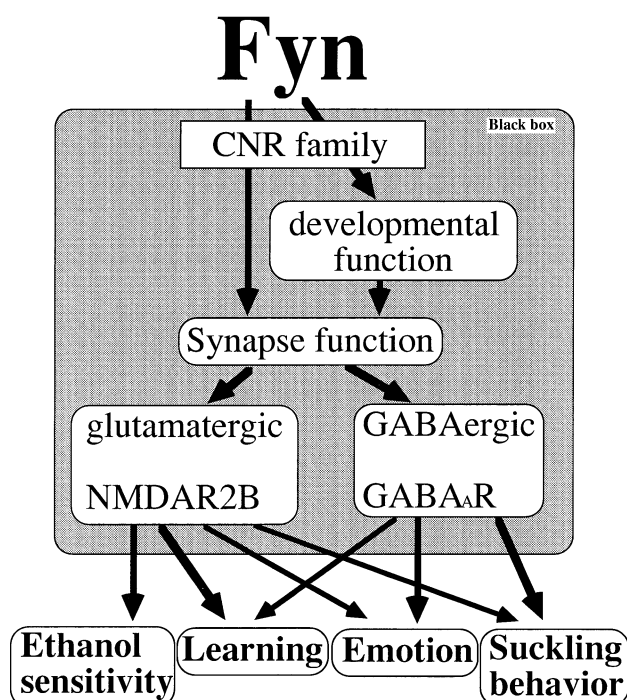 Fyn
Black box
CNR family
developmental
function
Synapse function
glutamatergic
NMDAR2B
GABAergic
GABAAR
Ethanol
sensitivity
Learning
Emotion
Suckling
behavior